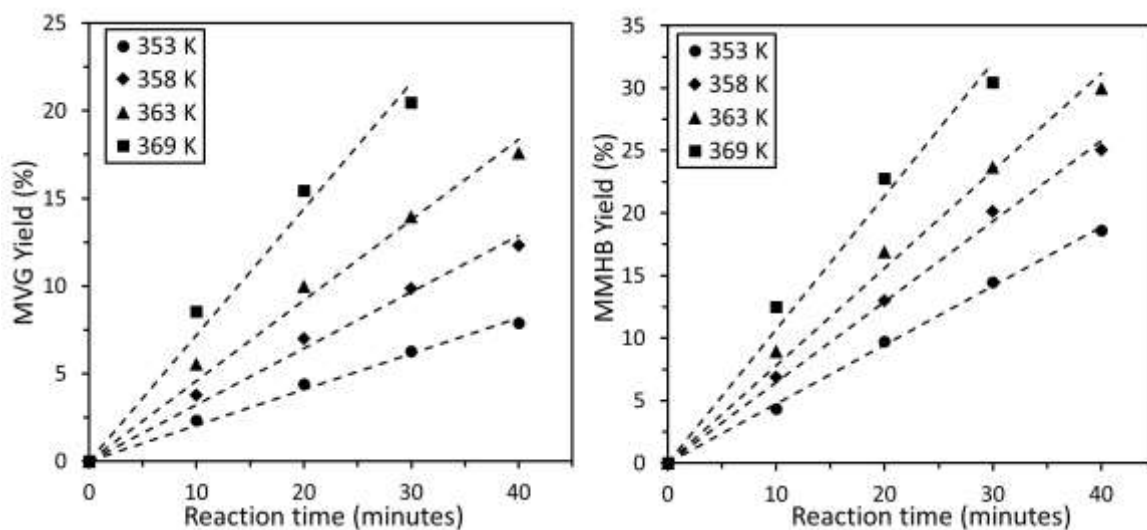 25
20
15
10
5
0
MVG Yield (%)
353 K
358 K
363 K
369 K
0 10 20 30 40
Reaction time (minutes)
35
30
25
20
15
10
5
0
MMHB Yield (%)
353 K
358 K
363 K
369 K
0 10 20 30 40
Reaction time (minutes)